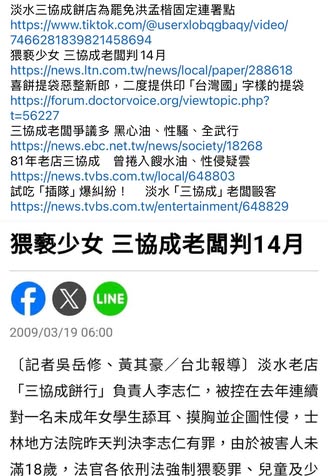 淡水三協成餅店為罷免洪孟楷固定連署點
https://www.tiktok.com/@userxlobqgbaqy/video/
7466281839821458694
猥褻少女 三協成老闆判14月
https://news.ltn.com.tw/news/local/paper/288618
喜餅提袋惡整新郎，二度提供印「台灣國」字樣的提袋
https://forum.doctorvoice.org/viewtopic.php?
t=56227
三協成老闆爭議多 黑心油、性騷、全武行
https://news.ebc.net.tw/news/society/18268
81年老店三協成　曾捲入餿水油、性侵疑雲
https://news.tvbs.com.tw/local/648803
試吃「插隊」爆糾紛！　淡水「三協成」老闆毆客
https://news.tvbs.com.tw/entertainment/648829
猥褻少女 三協成老闆判14月
LINE
2009/03/19 06:00
〔記者吳岳修、黃其豪／台北報導〕淡水老店
「三協成餅行」負責人李志仁，被控在去年連續
對一名未成年女學生舔耳、摸胸並企圖性侵，士
林地方法院昨天判決李志仁有罪，由於被害人未
滿18歲，法官各依刑法強制猥褻罪、兒童及少